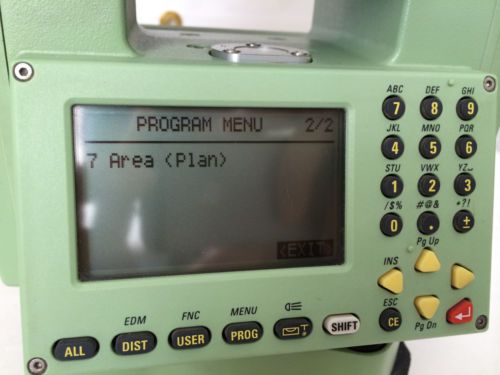 PROGRAM MENU 2/2
7 Area (Plan)
<EXIT>
ABC DEF GHI
7 8 9
JKL MNO PQR
4 5 6
STU VWX YZ
1 2 3
/$% #@& *?!
0 . ±
Pg Up
INS
ESC
CE
Pg Dn
EDM FNC MENU
ALL DIST USER PROG SHIFT